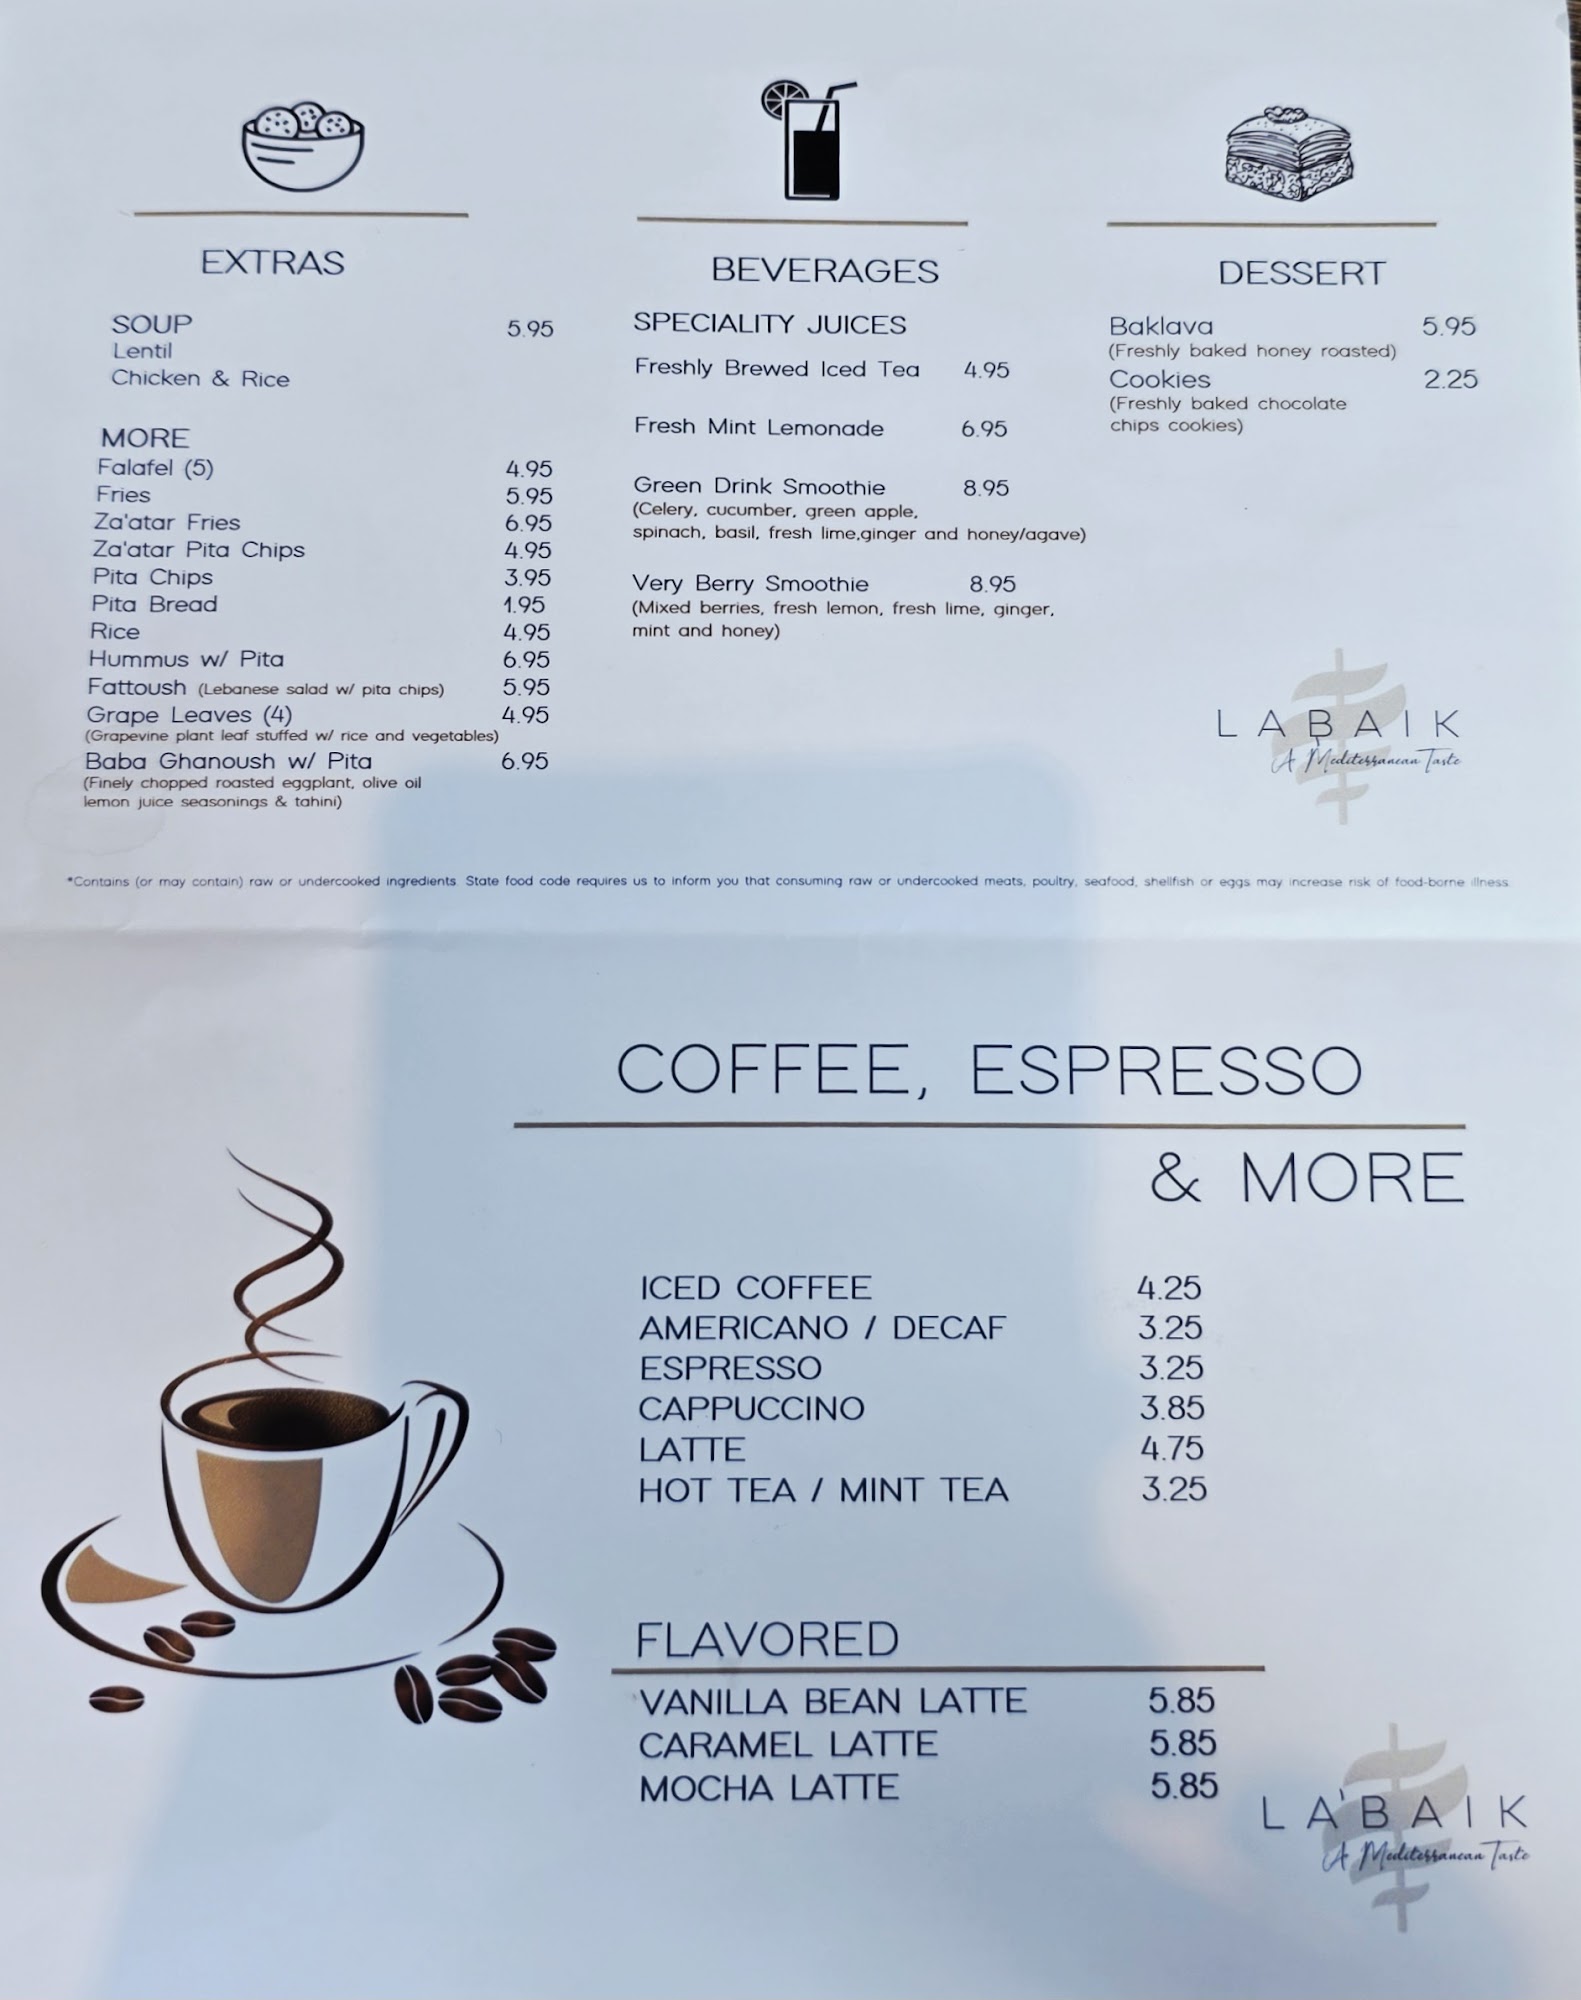 EXTRAS
SOUP 5.95
Lentil
Chicken & Rice
MORE
Falafel (5) 4.95
Fries 5.95
Za'atar Fries 6.95
Za'atar Pita Chips 4.95
Pita Chips 3.95
Pita Bread 1.95
Rice 4.95
Hummus w/ Pita 6.95
Fattoush (Lebanese salad w/ pita chips) 5.95
Grape Leaves (4) 4.95
(Grapevine plant leaf stuffed w/ rice and vegetables)
Baba Ghanoush w/ Pita 6.95
(Finely chopped roasted eggplant, olive oil
lemon juice seasonings & tahini)
BEVERAGES
SPECIALITY JUICES
Freshly Brewed Iced Tea 4.95
Fresh Mint Lemonade 6.95
Green Drink Smoothie 8.95
(Celery, cucumber, green apple,
spinach, basil, fresh lime,ginger and honey/agave)
Very Berry Smoothie 8.95
(Mixed berries, fresh lemon, fresh lime, ginger,
mint and honey)
DESSERT
Baklava 5.95
(Freshly baked honey roasted)
Cookies 2.25
(Freshly baked chocolate
chips cookies)
LABAIK
A Mediterranean Taste
*Contains (or may contain) raw or undercooked ingredients. State food code requires us to inform you that consuming raw or undercooked meats, poultry, seafood, shellfish or eggs may increase risk of food-borne illness.
COFFEE, ESPRESSO
& MORE
ICED COFFEE 4.25
AMERICANO / DECAF 3.25
ESPRESSO 3.25
CAPPUCCINO 3.85
LATTE 4.75
HOT TEA / MINT TEA 3.25
FLAVORED
VANILLA BEAN LATTE 5.85
CARAMEL LATTE 5.85
MOCHA LATTE 5.85
LABAIK
A Mediterranean Taste